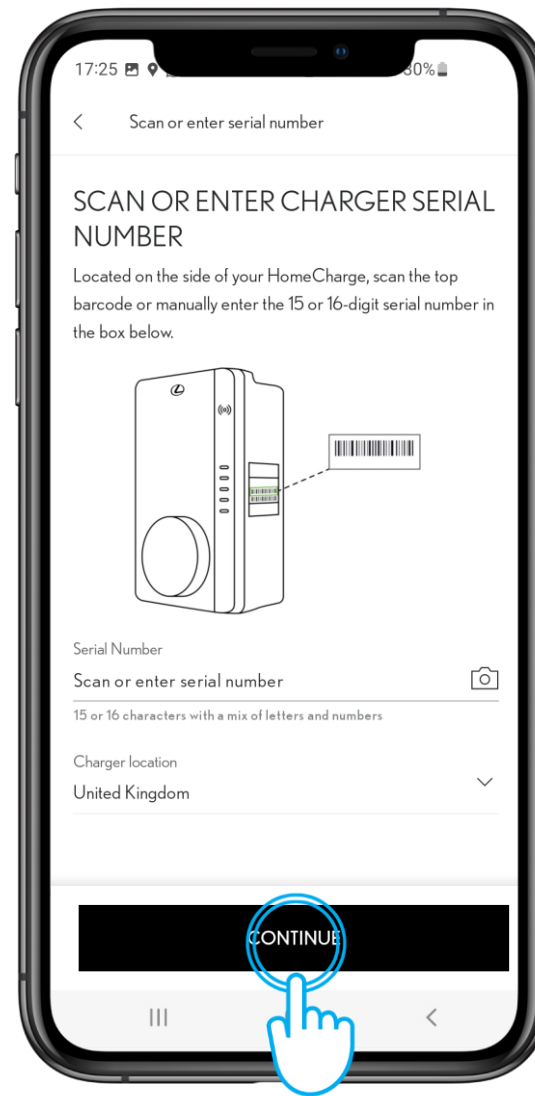 17:25
Scan or enter serial number
SCAN OR ENTER CHARGER SERIAL
NUMBER
Located on the side of your HomeCharge, scan the top
barcode or manually enter the 15 or 16-digit serial number in
the box below.
Serial Number
Scan or enter serial number
15 or 16 characters with a mix of letters and numbers
Charger location
United Kingdom
CONTINUE